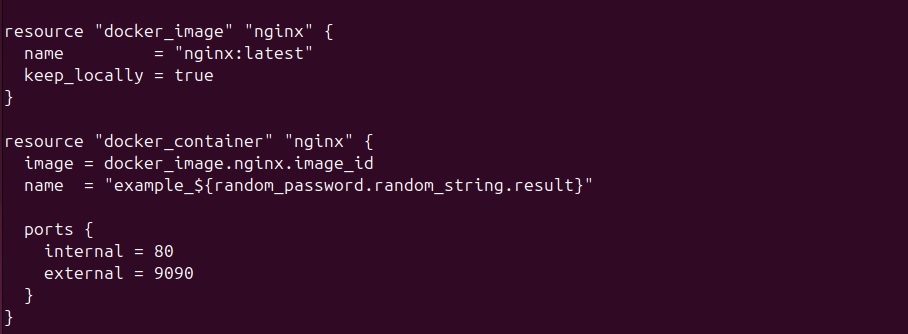 resource "docker_image" "nginx" {
  name         = "nginx:latest"
  keep_locally = true
}

resource "docker_container" "nginx" {
  image = docker_image.nginx.image_id
  name  = "example_${random_password.random_string.result}"

  ports {
    internal = 80
    external = 9090
  }
}